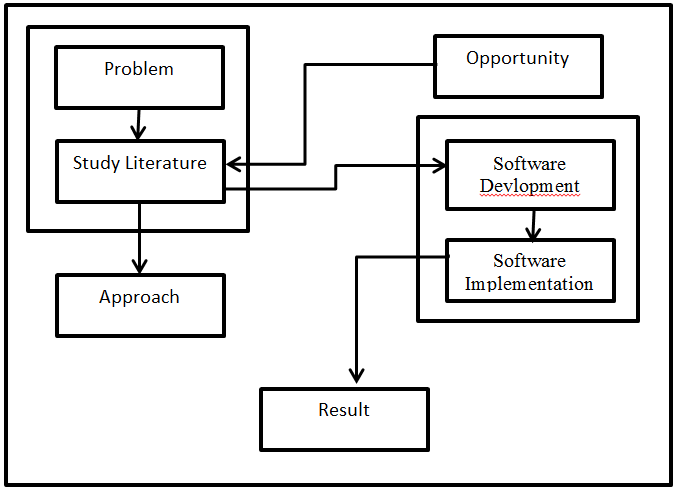 Problem
Opportunity
Study Literature
Software
Devlopment
Approach
Software
Implementation
Result